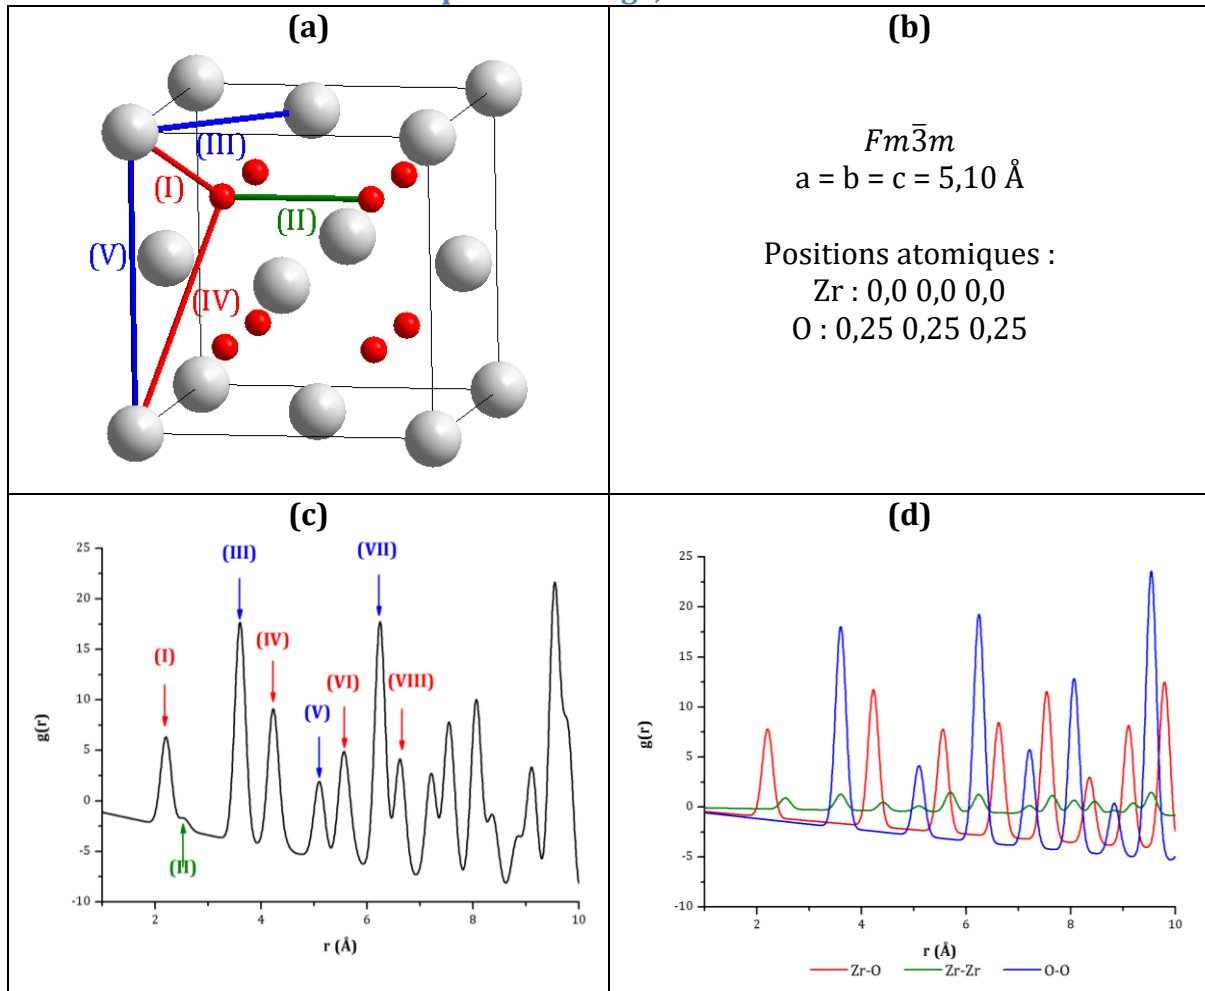 (a)
(III)
(I)
(II)
(V)
(IV)
(b)
Fm3̅m
a = b = c = 5,10 Å
Positions atomiques :
Zr : 0,0 0,0 0,0
O : 0,25 0,25 0,25
(c)
(III)
(VII)
(IV)
(I)
(VI)
(VIII)
(V)
(II)
25
20
15
10
5
0
-5
-10
g(r)
2
4
6
8
10
r (Å)
(d)
25
20
15
10
5
0
-5
-10
g(r)
2
4
6
8
10
r (Å)
Zr-O Zr-Zr O-O